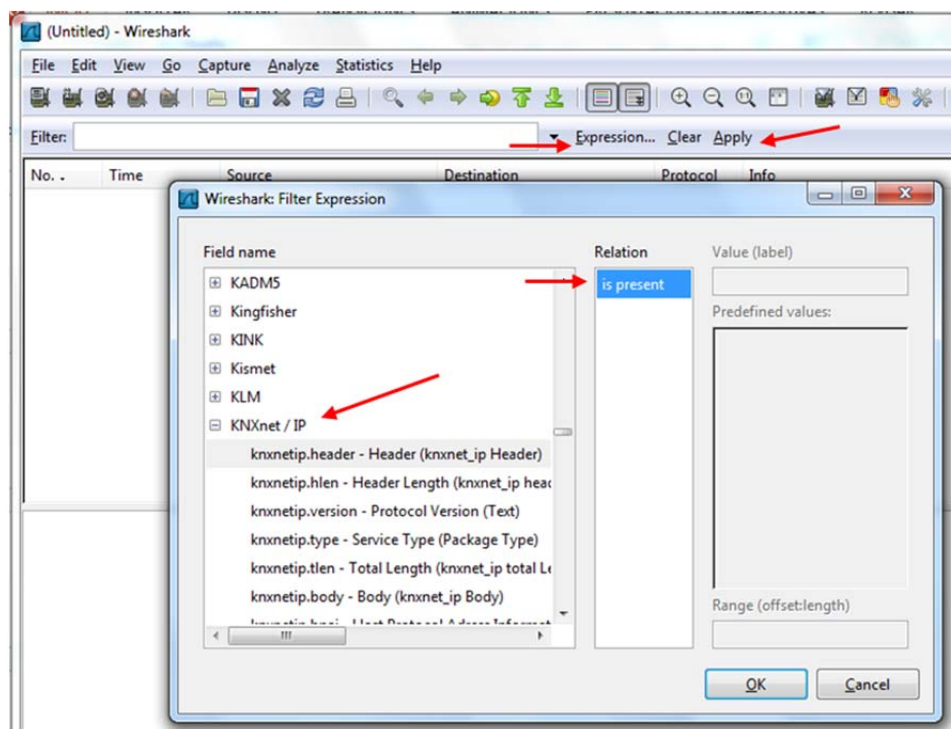 (Untitled) - Wireshark
File Edit View Go Capture Analyze Statistics Help
Filter: Expression... Clear Apply
No. . Time Source Destination Protocol Info
Wireshark: Filter Expression
Field name Relation Value (label)
KADM5 is present
Kingfisher Predefined values:
KINK
Kismet
KLM
KNXnet / IP
knxnetip.header - Header (knxnet_ip Header)
knxnetip.hlen - Header Length (knxnet_ip head
knxnetip.version - Protocol Version (Text)
knxnetip.type - Service Type (Package Type)
knxnetip.tlen - Total Length (knxnet_ip total Le
knxnetip.body - Body (knxnet_ip Body)
Range (offset:length)
OK Cancel